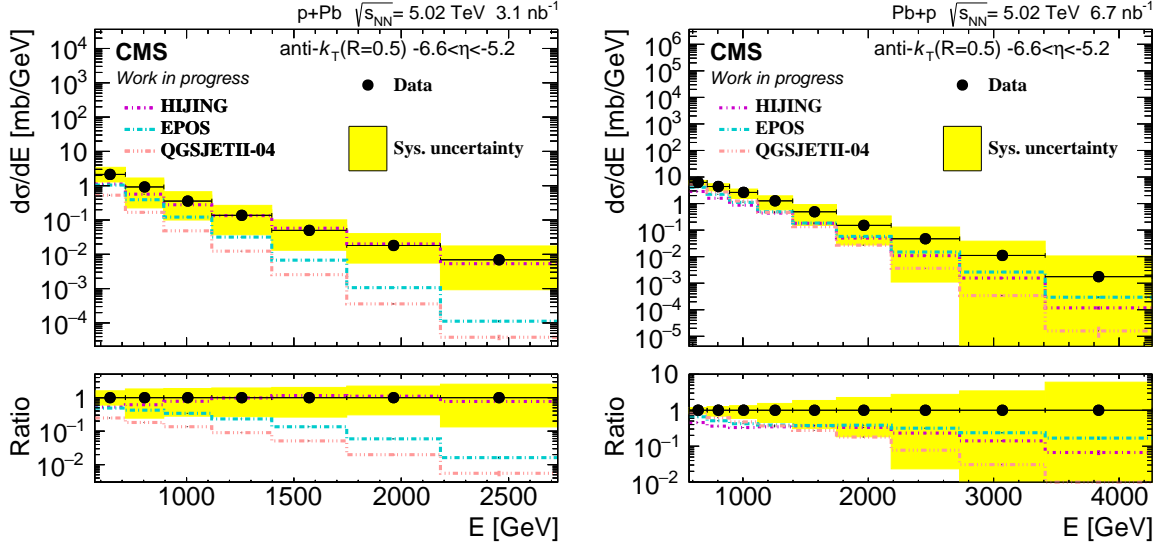 p+Pb √s_NN = 5.02 TeV 3.1 nb⁻¹
CMS
anti-k_T(R=0.5) -6.6<η<-5.2
Work in progress
Data
HIJING
EPOS
QGSJETII-04
Sys. uncertainty
dσ/dE [mb/GeV]
10⁴
10³
10²
10
1
10⁻¹
10⁻²
10⁻³
10⁻⁴
Ratio
1
10⁻¹
10⁻²
1000 1500 2000 2500
E [GeV]
Pb+p √s_NN = 5.02 TeV 6.7 nb⁻¹
CMS
anti-k_T(R=0.5) -6.6<η<-5.2
Work in progress
Data
HIJING
EPOS
QGSJETII-04
Sys. uncertainty
dσ/dE [mb/GeV]
10⁶
10⁵
10⁴
10³
10²
10
1
10⁻¹
10⁻²
10⁻³
10⁻⁴
10⁻⁵
Ratio
10
1
10⁻¹
10⁻²
1000 2000 3000 4000
E [GeV]